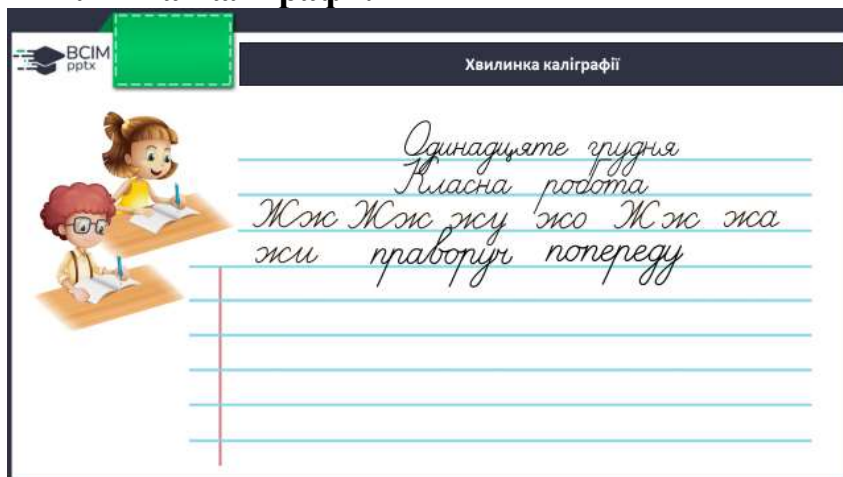 ВСІМ
pptx
Хвилинка каліграфії
Одинадцяте грудня
Класна робота
Жж Жж жу жо Жж жа
жи праворуч попереду